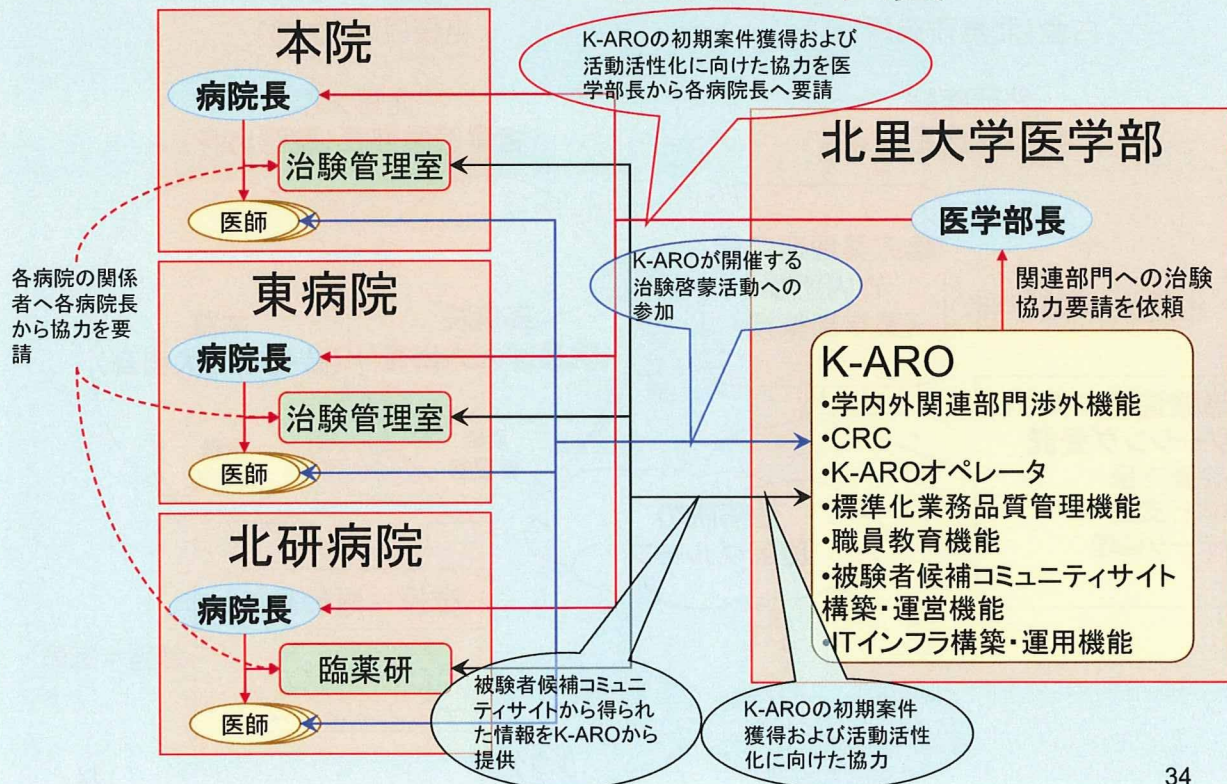 本院
病院長
治験管理室
医師
東病院
病院長
治験管理室
医師
北研病院
病院長
臨薬研
医師
各病院の関係
者へ各病院長
から協力を要
請
K-AROの初期案件獲得および
活動活性化に向けた協力を医
学部長から各病院長へ要請
K-AROが開催する
治験啓蒙活動への
参加
被験者候補コミュニ
ティサイトから得られ
た情報をK-AROから
提供
K-AROの初期案件
獲得および活動活性
化に向けた協力
北里大学医学部
医学部長
関連部門への治験
協力要請を依頼
K-ARO
•学内外関連部門渉外機能
•CRC
•K-AROオペレータ
•標準化業務品質管理機能
•職員教育機能
•被験者候補コミュニティサイト
構築・運営機能
•ITインフラ構築・運用機能
34